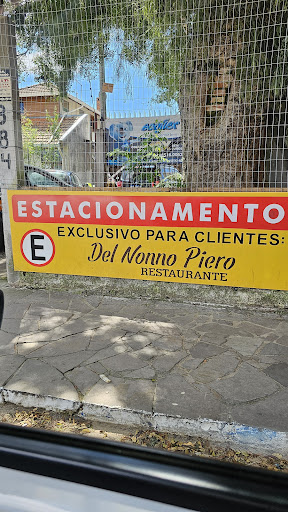 ESTACIONAMENTO
E
EXCLUSIVO PARA CLIENTES:
Del Nonno Piero
RESTAURANTE